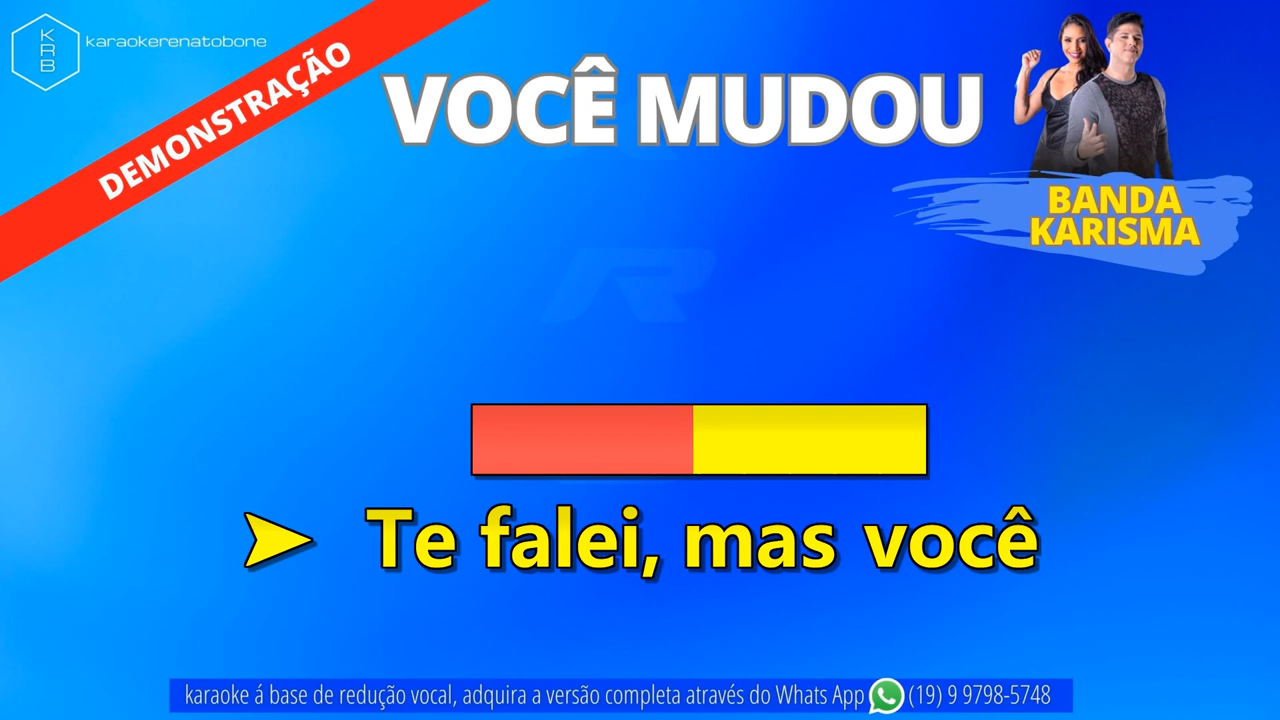 KRB
karaokerenatobone
DEMONSTRAÇÃO
VOCÊ MUDOU
BANDA
KARISMA
Te falei, mas você
karaoke á base de redução vocal, adquira a versão completa através do Whats App (19) 9 9798-5748